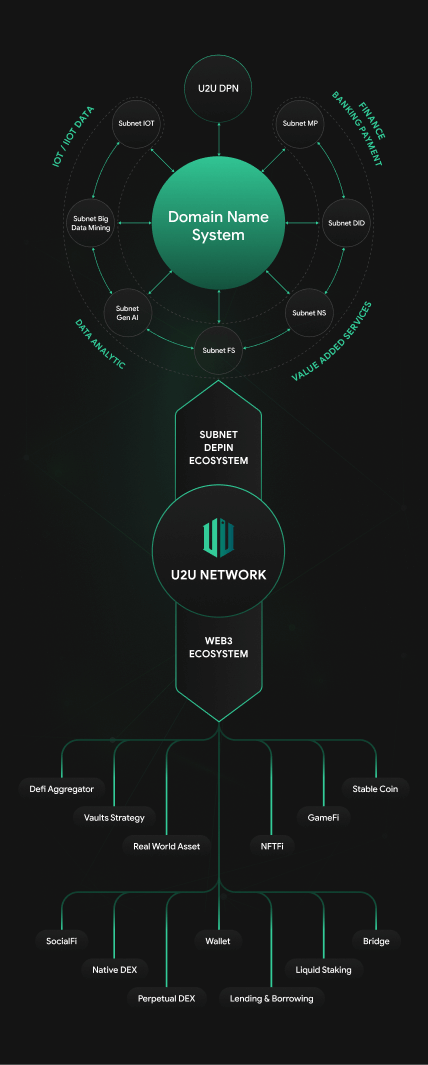 U2U DPN
Subnet IOT
Subnet MP
IOT / IIOT DATA
FINANCE
BANKING PAYMENT
Domain Name
System
Subnet Big
Data Mining
Subnet DID
Subnet
Gen AI
Subnet NS
Subnet FS
DATA ANALYTIC
VALUE ADDED SERVICES
SUBNET
DEPIN
ECOSYSTEM
U2U NETWORK
WEB3
ECOSYSTEM
Defi Aggregator
Stable Coin
Vaults Strategy
GameFi
Real World Asset
NFTFi
SocialFi
Wallet
Bridge
Native DEX
Liquid Staking
Perpetual DEX
Lending & Borrowing